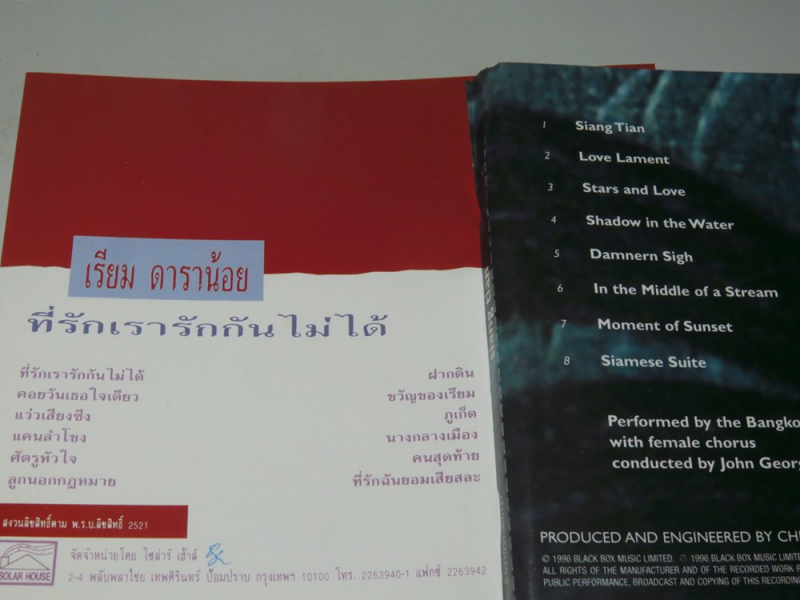 เรียม ดาราน้อย
ที่รักเรารักกันไม่ได้
ที่รักเรารักกันไม่ได้
คอยวันเธอใจเดียว
แว่วเสียงซึง
แคนลำโขง
ศัตรูหัวใจ
ลูกนอกกฎหมาย
ฝากดิน
ขวัญของเรียม
ภูเก็ต
นางกลางเมือง
คนสุดท้าย
ที่รักฉันยอมเสียสละ
สงวนลิขสิทธิ์ตาม พ.ร.บ.ลิขสิทธิ์ 2521
SOLAR HOUSE
จัดจำหน่ายโดย โซล่าร์ เฮ้าส์
2-4 พลับพลาไชย เทพศิรินทร์ ป้อมปราบ กรุงเทพฯ 10100 โทร. 2263940-1 แฟกซ์ 2263942
1 Siang Tian
2 Love Lament
3 Stars and Love
4 Shadow in the Water
5 Damnern Sigh
6 In the Middle of a Stream
7 Moment of Sunset
8 Siamese Suite
Performed by the Bangko
with female chorus
conducted by John Georg
PRODUCED AND ENGINEERED BY CH
© 1996 BLACK BOX MUSIC LIMITED. © 1996 BLACK BOX MUSIC LIMITE
ALL RIGHTS OF THE MANUFACTURER AND OF THE RECORDED WORK
PUBLIC PERFORMANCE, BROADCAST AND COPYING OF THIS RECORDING